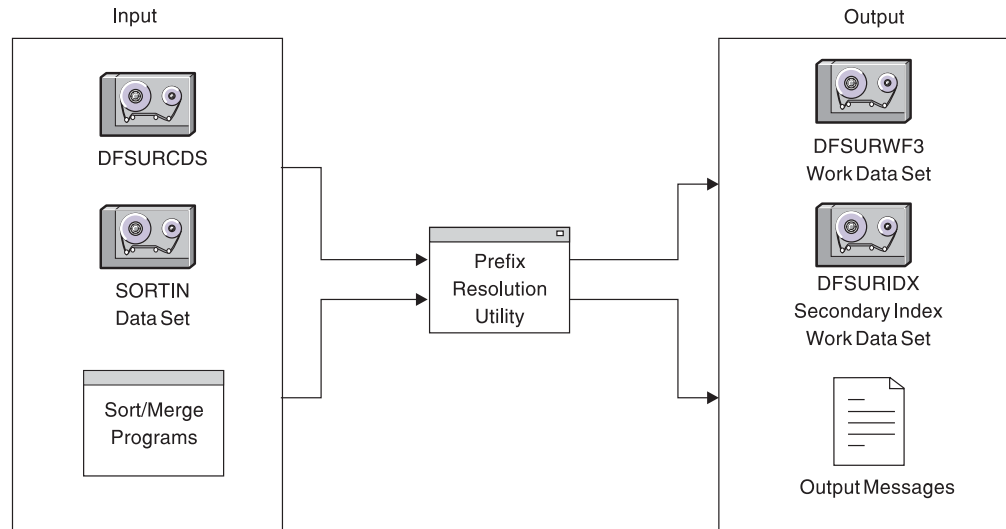 Input
DFSURCDS
SORTIN
Data Set
Sort/Merge
Programs
Prefix
Resolution
Utility
Output
DFSURWF3
Work Data Set
DFSURIDX
Secondary Index
Work Data Set
Output Messages